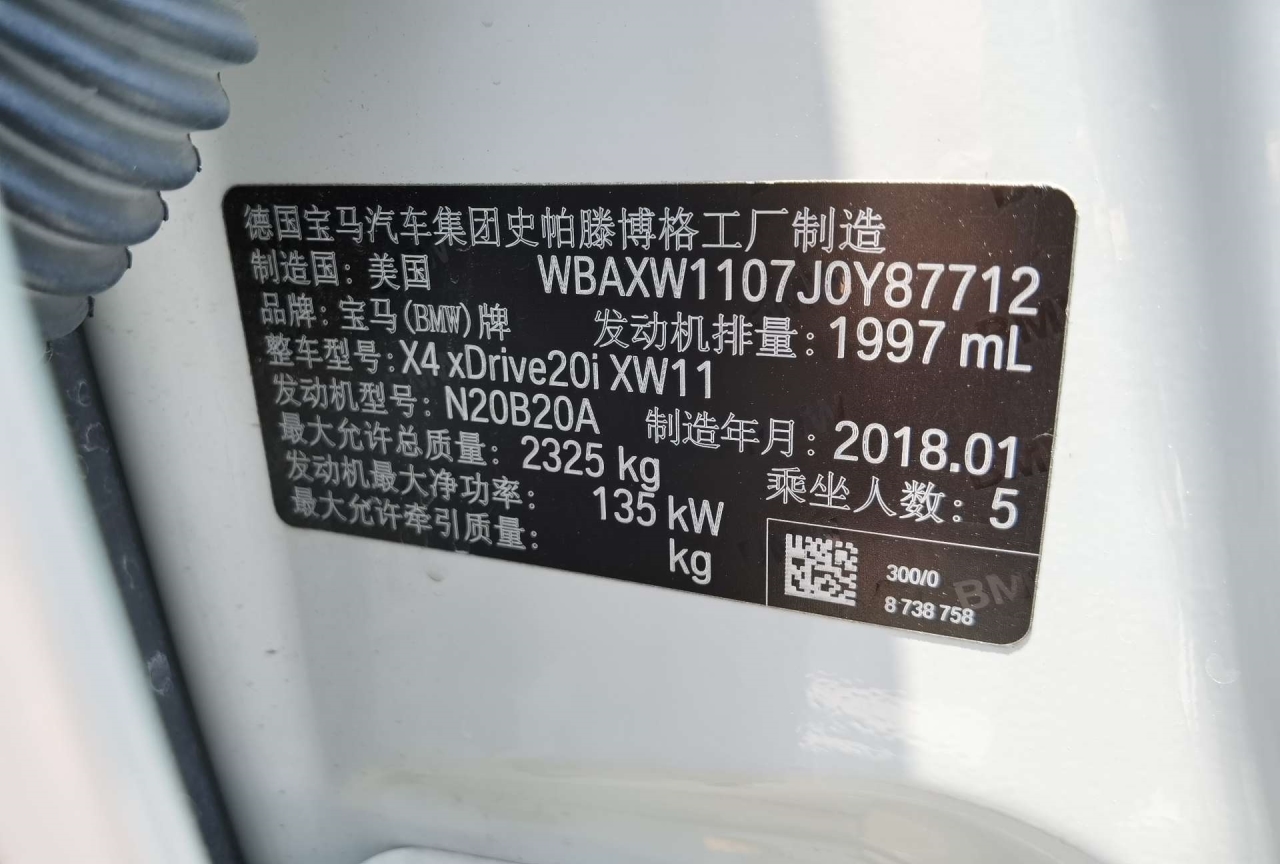 德国宝马汽车集团史帕滕博格工厂制造
制造国：美国 WBAXW1107J0Y87712
品牌：宝马(BMW)牌 发动机排量：1997 mL
整车型号：X4 xDrive20i XW11
发动机型号：N20B20A 制造年月：2018.01
最大允许总质量：2325 kg 乘坐人数：5
发动机最大净功率：135 kW
最大允许牵引质量： kg
300/0
8 738 758
BMW